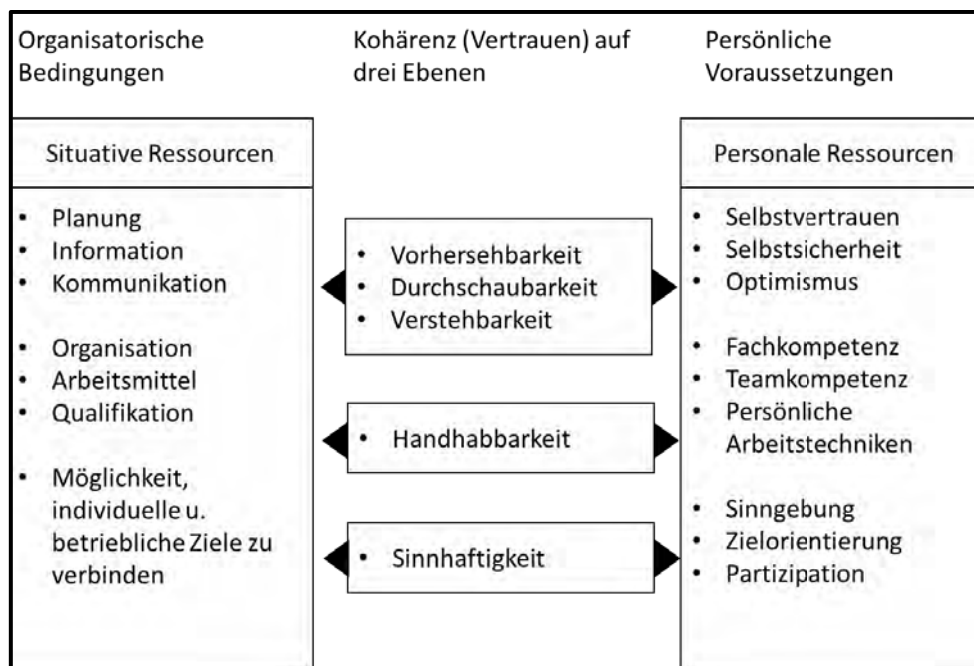 Organisatorische
Bedingungen
Kohärenz (Vertrauen) auf
drei Ebenen
Persönliche
Voraussetzungen
Situative Ressourcen
• Planung
• Information
• Kommunikation
• Organisation
• Arbeitsmittel
• Qualifikation
• Möglichkeit,
individuelle u.
betriebliche Ziele zu
verbinden
• Vorhersehbarkeit
• Durchschaubarkeit
• Verstehbarkeit
• Handhabbarkeit
• Sinnhaftigkeit
Personale Ressourcen
• Selbstvertrauen
• Selbstsicherheit
• Optimismus
• Fachkompetenz
• Teamkompetenz
• Persönliche
Arbeitstechniken
• Sinngebung
• Zielorientierung
• Partizipation